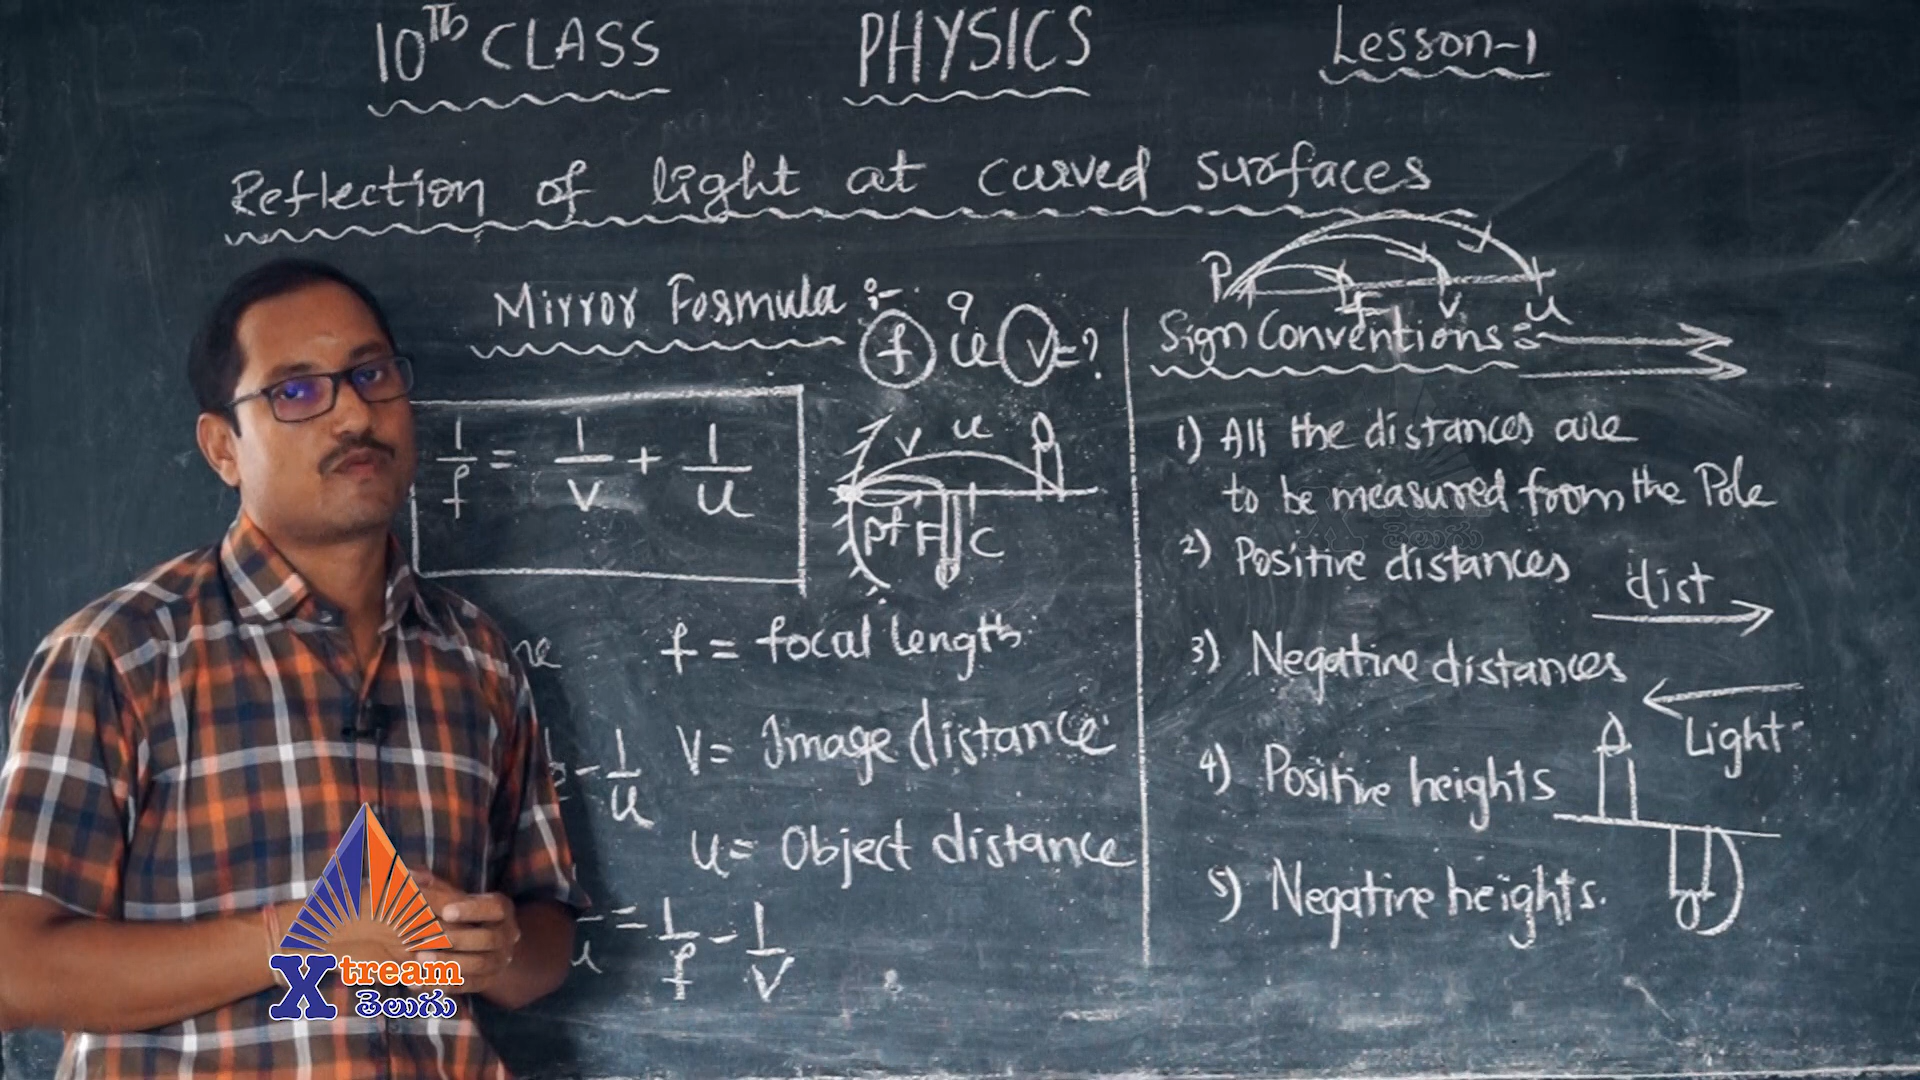 10Th CLASS PHYSICS Lesson-1
Reflection of light at curved surfaces
Mirror Formula :-
f u v=?
1/f = 1/v + 1/u
v u
P f F C
f = focal length
v = Image distance
u = Object distance
- 1/u
= 1/f - 1/v
P f v u
Sign Conventions :-
1) All the distances are
to be measured from the Pole
2) Positive distances
dist
3) Negative distances
Light
4) Positive heights
5) Negative heights.
Xtream
తెలుగు